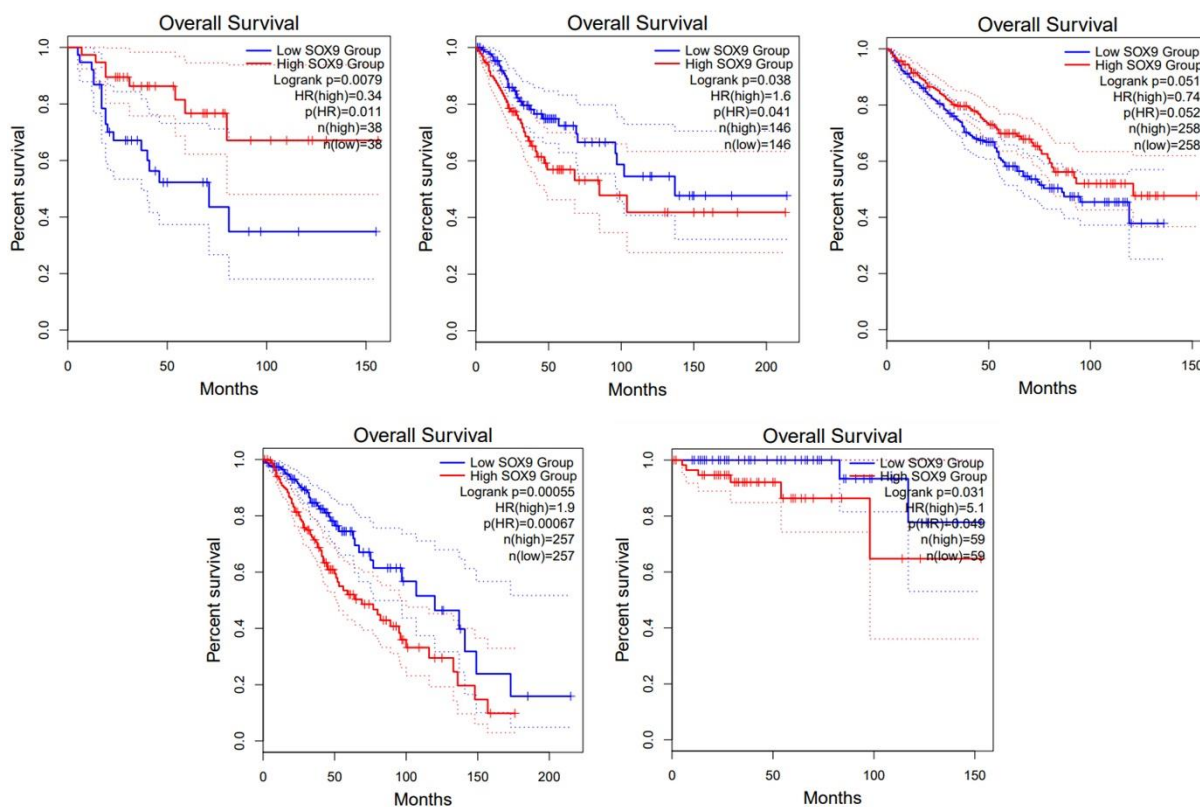 Overall Survival
Low SOX9 Group
High SOX9 Group
Logrank p=0.0079
HR(high)=0.34
p(HR)=0.011
n(high)=38
n(low)=38
Percent survival
0.0
0.2
0.4
0.6
0.8
1.0
0
50
100
150
Months
Overall Survival
Low SOX9 Group
High SOX9 Group
Logrank p=0.038
HR(high)=1.6
p(HR)=0.041
n(high)=146
n(low)=146
Percent survival
0.0
0.2
0.4
0.6
0.8
1.0
0
50
100
150
200
Months
Overall Survival
Low SOX9 Group
High SOX9 Group
Logrank p=0.051
HR(high)=0.74
p(HR)=0.052
n(high)=258
n(low)=258
Percent survival
0.0
0.2
0.4
0.6
0.8
1.0
0
50
100
150
Months
Overall Survival
Low SOX9 Group
High SOX9 Group
Logrank p=0.00055
HR(high)=1.9
p(HR)=0.00067
n(high)=257
n(low)=257
Percent survival
0.0
0.2
0.4
0.6
0.8
1.0
0
50
100
150
200
Months
Overall Survival
Low SOX9 Group
High SOX9 Group
Logrank p=0.031
HR(high)=5.1
p(HR)=0.049
n(high)=59
n(low)=59
Percent survival
0.0
0.2
0.4
0.6
0.8
1.0
0
50
100
150
Months